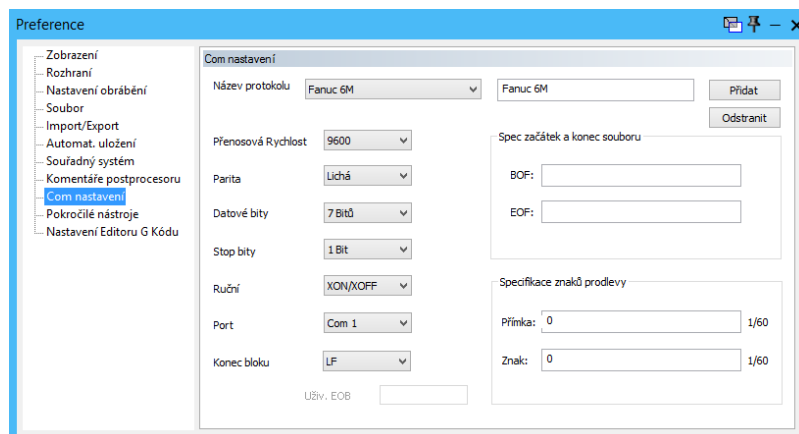 Preference
Zobrazení
Rozhraní
Nastavení obrábění
Soubor
Import/Export
Automat. uložení
Souřadný systém
Komentáře postprocesoru
Com nastavení
Pokročilé nástroje
Nastavení Editoru G Kódu
Com nastavení
Název protokolu Fanuc 6M Fanuc 6M Přidat
Odstranit
Přenosová Rychlost 9600
Parita Lichá
Datové bity 7 Bitů
Stop bity 1 Bit
Ruční XON/XOFF
Port Com 1
Konec bloku LF
Uživ. EOB
Spec začátek a konec souboru
BOF:
EOF:
Specifikace znaků prodlevy
Přímka: 0 1/60
Znak: 0 1/60